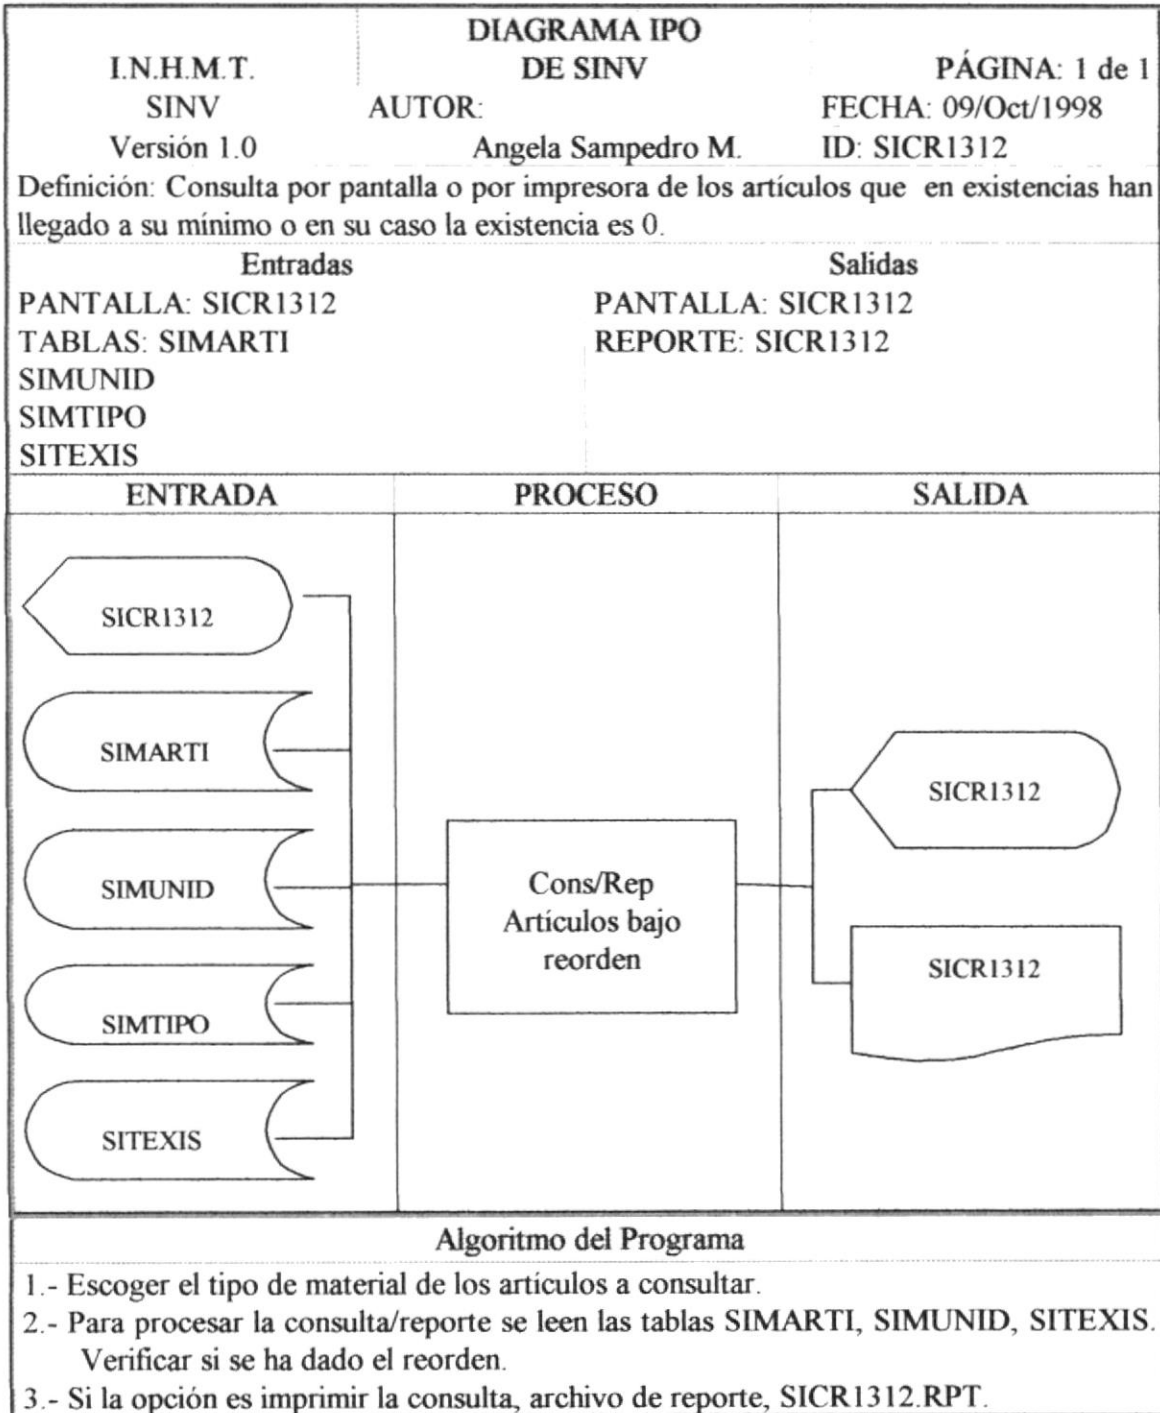 DIAGRAMA IPO
I.N.H.M.T. DE SINV PÁGINA: 1 de 1
SINV AUTOR: FECHA: 09/Oct/1998
Versión 1.0 Angela Sampedro M. ID: SICR1312
Definición: Consulta por pantalla o por impresora de los artículos que en existencias han
llegado a su mínimo o en su caso la existencia es 0.
Entradas Salidas
PANTALLA: SICR1312 PANTALLA: SICR1312
TABLAS: SIMARTI REPORTE: SICR1312
SIMUNID
SIMTIPO
SITEXIS
ENTRADA PROCESO SALIDA
SICR1312
SIMARTI
SIMUNID
SIMTIPO
SITEXIS
Cons/Rep
Artículos bajo
reorden
SICR1312
SICR1312
Algoritmo del Programa
1.- Escoger el tipo de material de los artículos a consultar.
2.- Para procesar la consulta/reporte se leen las tablas SIMARTI, SIMUNID, SITEXIS.
Verificar si se ha dado el reorden.
3.- Si la opción es imprimir la consulta, archivo de reporte, SICR1312.RPT.